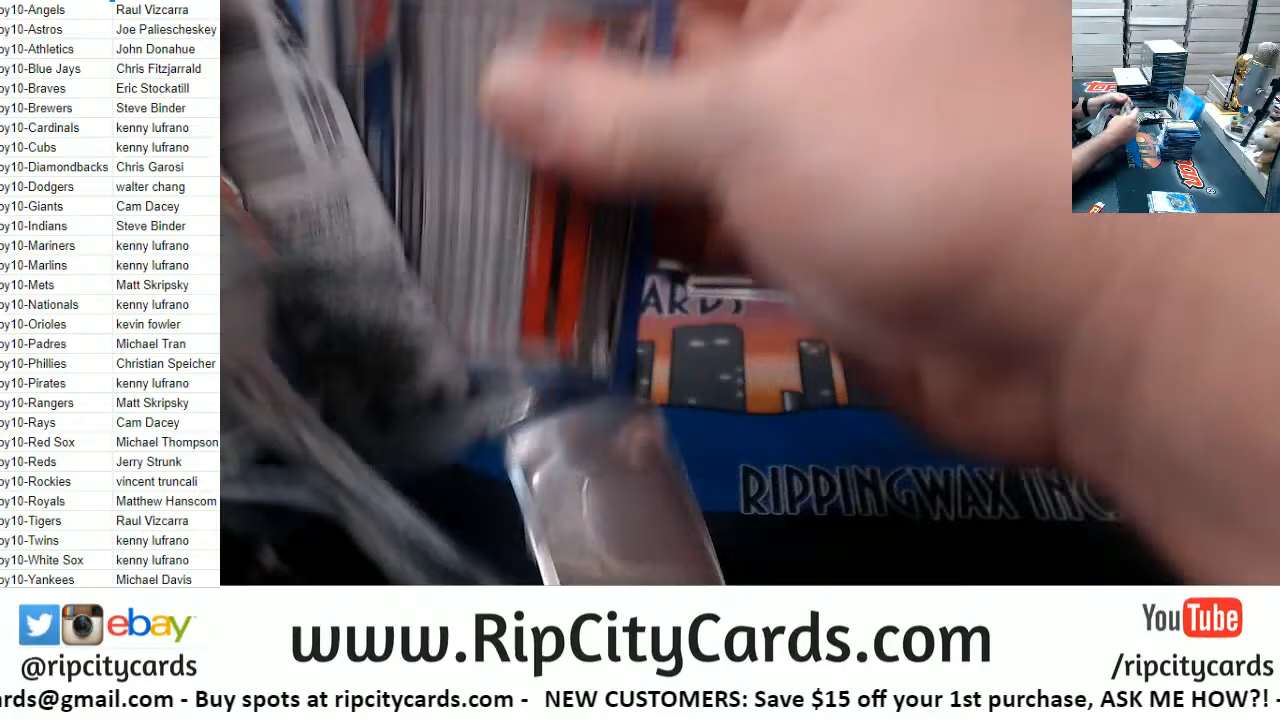 oy10-Angels Raul Vizcarra
oy10-Astros Joe Paliescheskey
oy10-Athletics John Donahue
oy10-Blue Jays Chris Fitzjarrald
oy10-Braves Eric Stockatill
oy10-Brewers Steve Binder
oy10-Cardinals kenny lufrano
oy10-Cubs kenny lufrano
oy10-Diamondbacks Chris Garosi
oy10-Dodgers walter chang
oy10-Giants Cam Dacey
oy10-Indians Steve Binder
oy10-Mariners kenny lufrano
oy10-Marlins kenny lufrano
oy10-Mets Matt Skripsky
oy10-Nationals kenny lufrano
oy10-Orioles kevin fowler
oy10-Padres Michael Tran
oy10-Phillies Christian Speicher
oy10-Pirates kenny lufrano
oy10-Rangers Matt Skripsky
oy10-Rays Cam Dacey
oy10-Red Sox Michael Thompson
oy10-Reds Jerry Strunk
oy10-Rockies vincent truncali
oy10-Royals Matthew Hanscom
oy10-Tigers Raul Vizcarra
oy10-Twins kenny lufrano
oy10-White Sox kenny lufrano
oy10-Yankees Michael Davis
ARDS
RIPPINGWAX INC
ebay
@ripcitycards
www.RipCityCards.com
YouTube
/ripcitycards
ards@gmail.com - Buy spots at ripcitycards.com - NEW CUSTOMERS: Save $15 off your 1st purchase, ASK ME HOW?! -